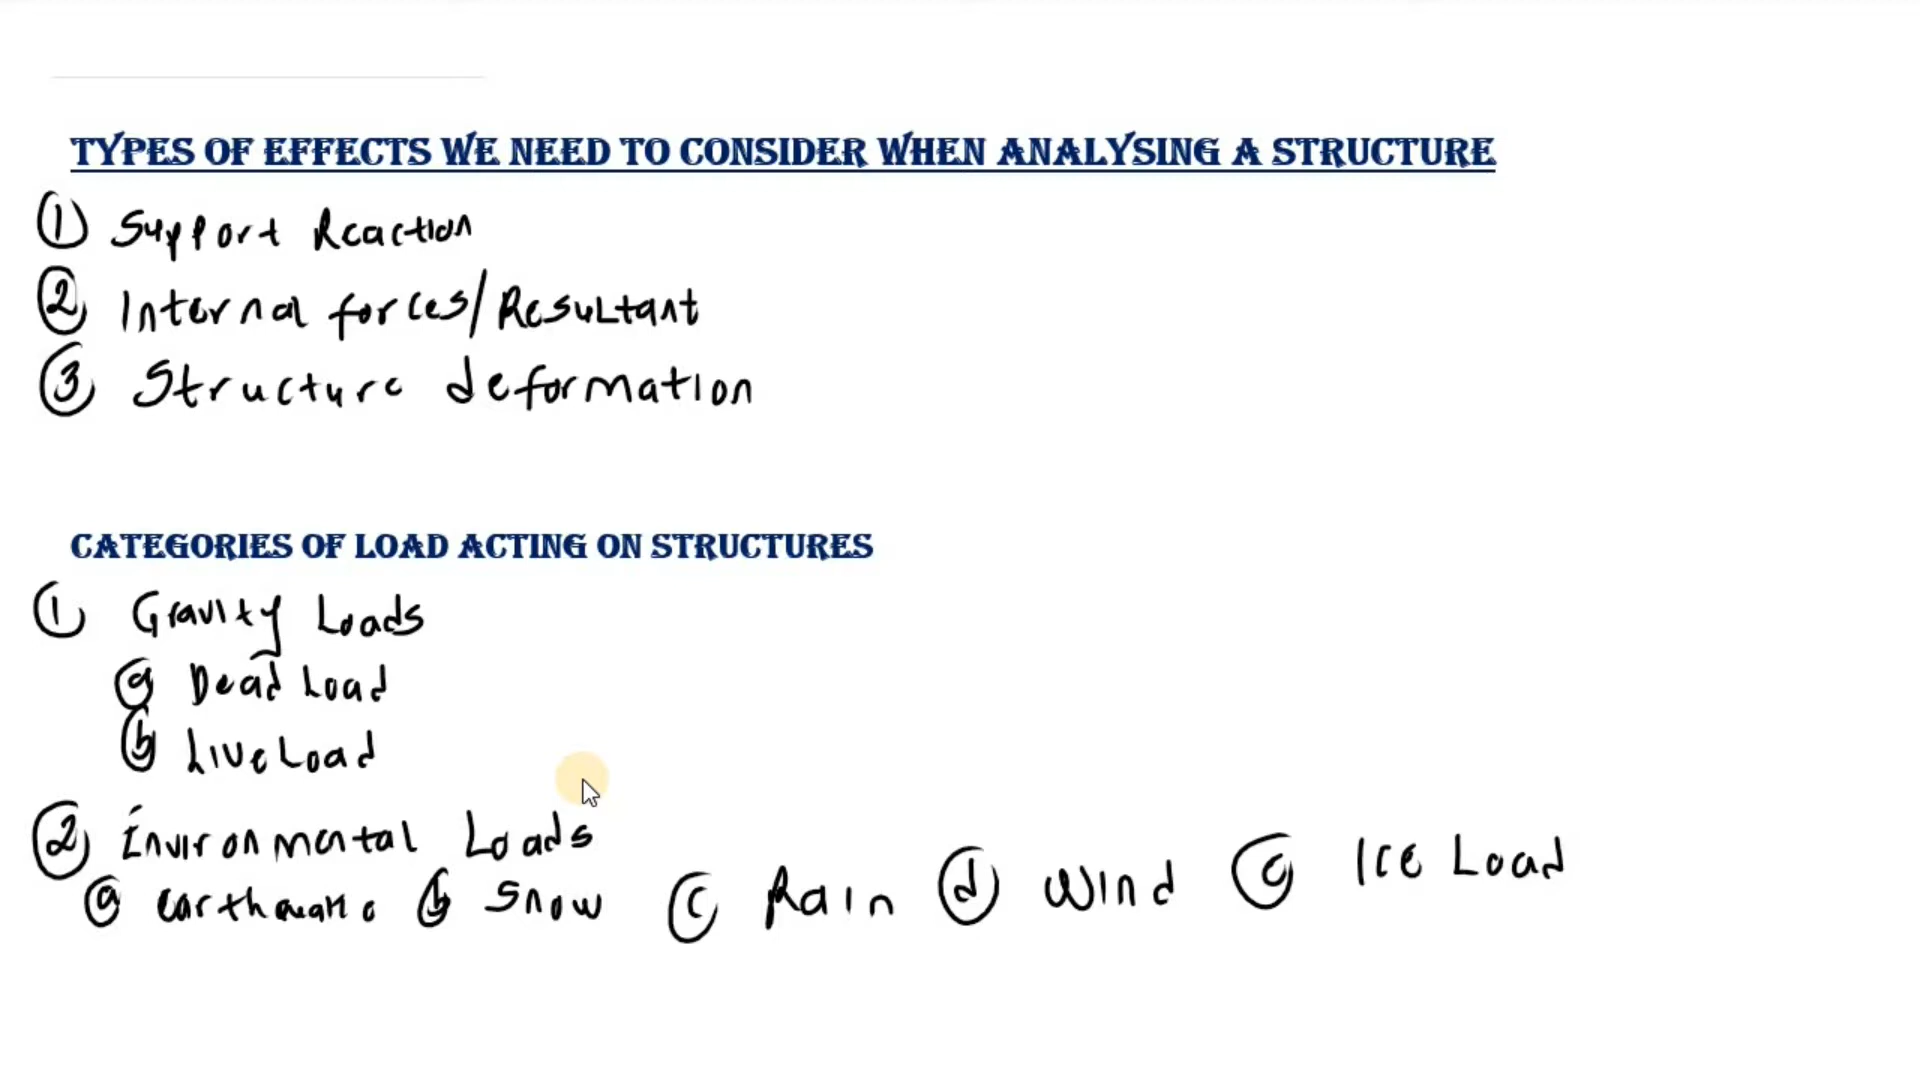 TYPES OF EFFECTS WE NEED TO CONSIDER WHEN ANALYSING A STRUCTURE
① Support Reaction
② Internal forces/Resultant
③ Structure deformation
CATEGORIES OF LOAD ACTING ON STRUCTURES
① Gravity Loads
ⓐ Dead Load
ⓑ Live Load
② Environmental Loads
ⓐ earthquake ⓑ Snow ⓒ Rain ⓓ Wind ⓔ Ice Load